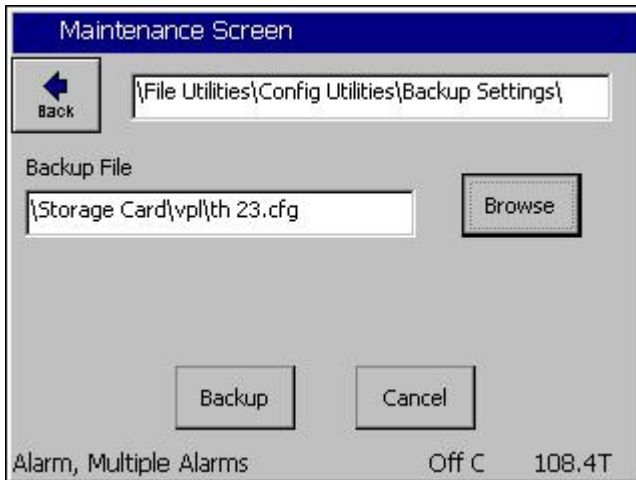 Maintenance Screen
Back
\File Utilities\Config Utilities\Backup Settings\
Backup File
\Storage Card\vpl\th 23.cfg
Browse
Backup
Cancel
Alarm, Multiple Alarms Off C 108.4T